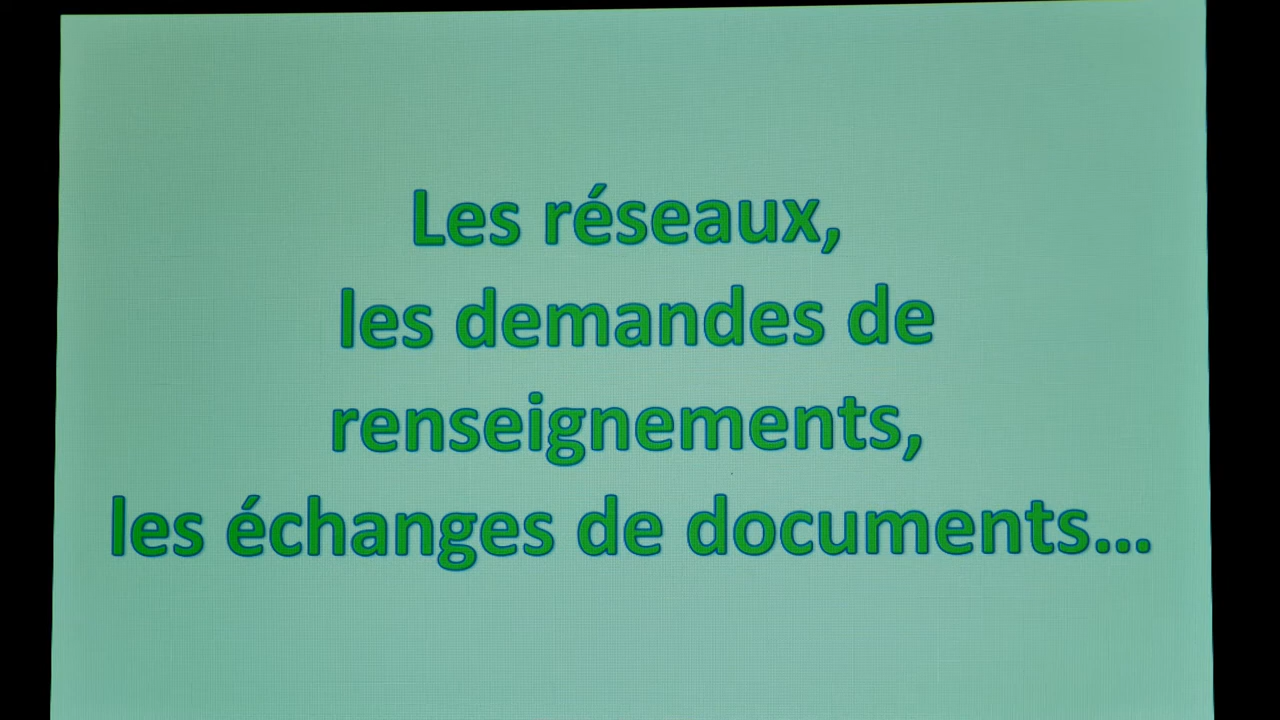 Les réseaux,
les demandes de
renseignements,
les échanges de documents...